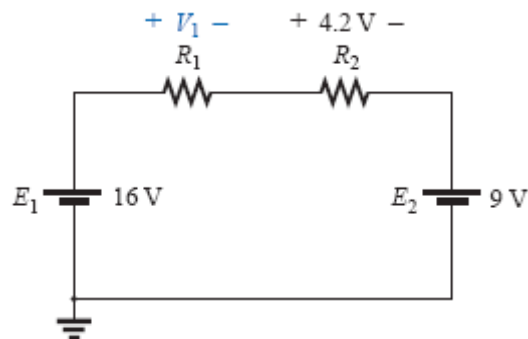 + V₁ − + 4.2 V −
R₁ R₂
E₁ 16 V E₂ 9 V